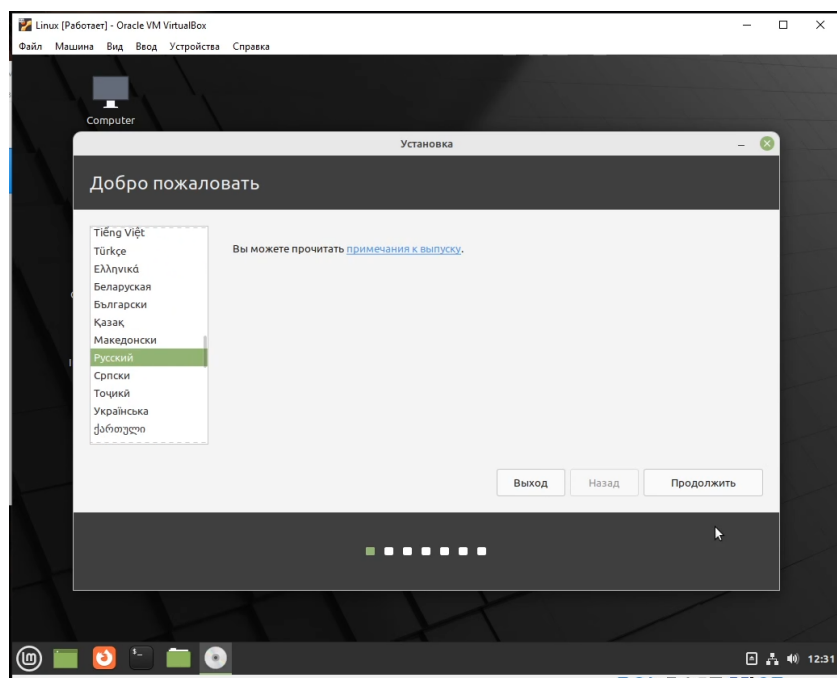 Linux [Работает] - Oracle VM VirtualBox
Файл Машина Вид Ввод Устройства Справка
Computer
Установка
Добро пожаловать
Tiếng Việt
Türkçe
Ελληνικά
Беларуская
Български
Қазақ
Македонски
Русский
Српски
Тоҷикӣ
Українська
ქართული
Вы можете прочитать примечания к выпуску.
Выход Назад Продолжить
12:31